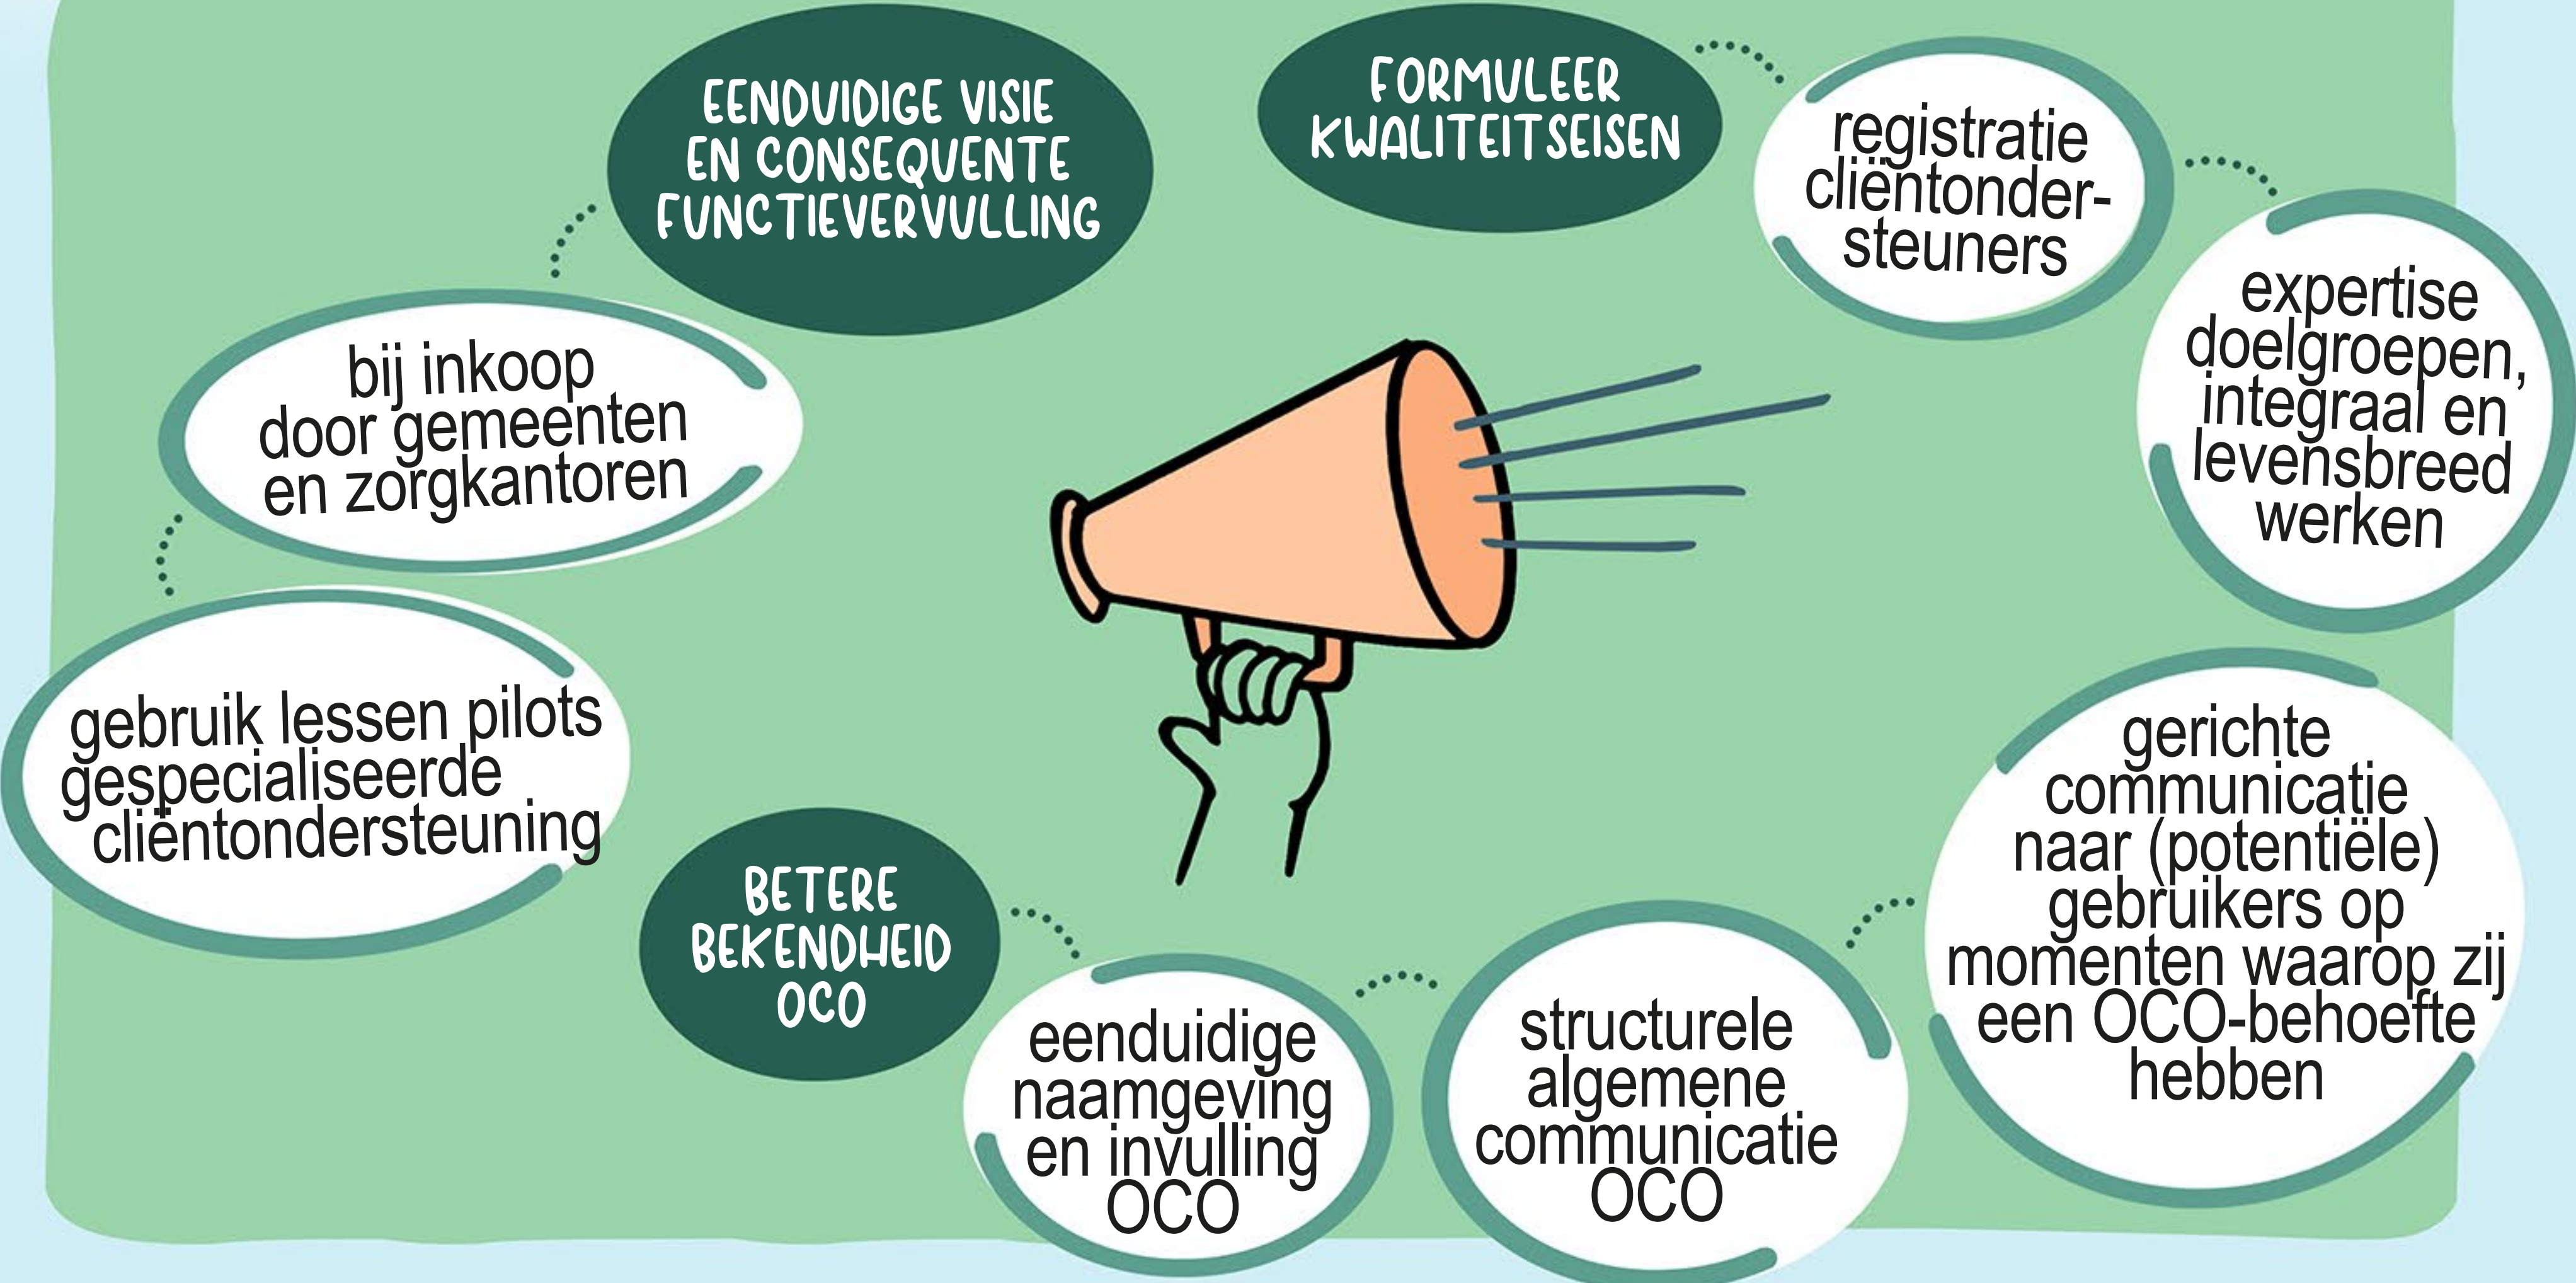 EENDUIDIGE VISIE
EN CONSEQUENTE
FUNCTIEVERVULLING
bij inkoop
door gemeenten
en zorgkantoren
gebruik lessen pilots
gespecialiseerde
cliëntondersteuning
FORMULEER
KWALITEITSEISEN
registratie
cliëntonder-
steuners
expertise
doelgroepen,
integraal en
levensbreed
werken
BETERE
BEKENDHEID
OCO
eenduidige
naamgeving
en invulling
OCO
structurele
algemene
communicatie
OCO
gerichte
communicatie
naar (potentiële)
gebruikers op
momenten waarop zij
een OCO-behoefte
hebben